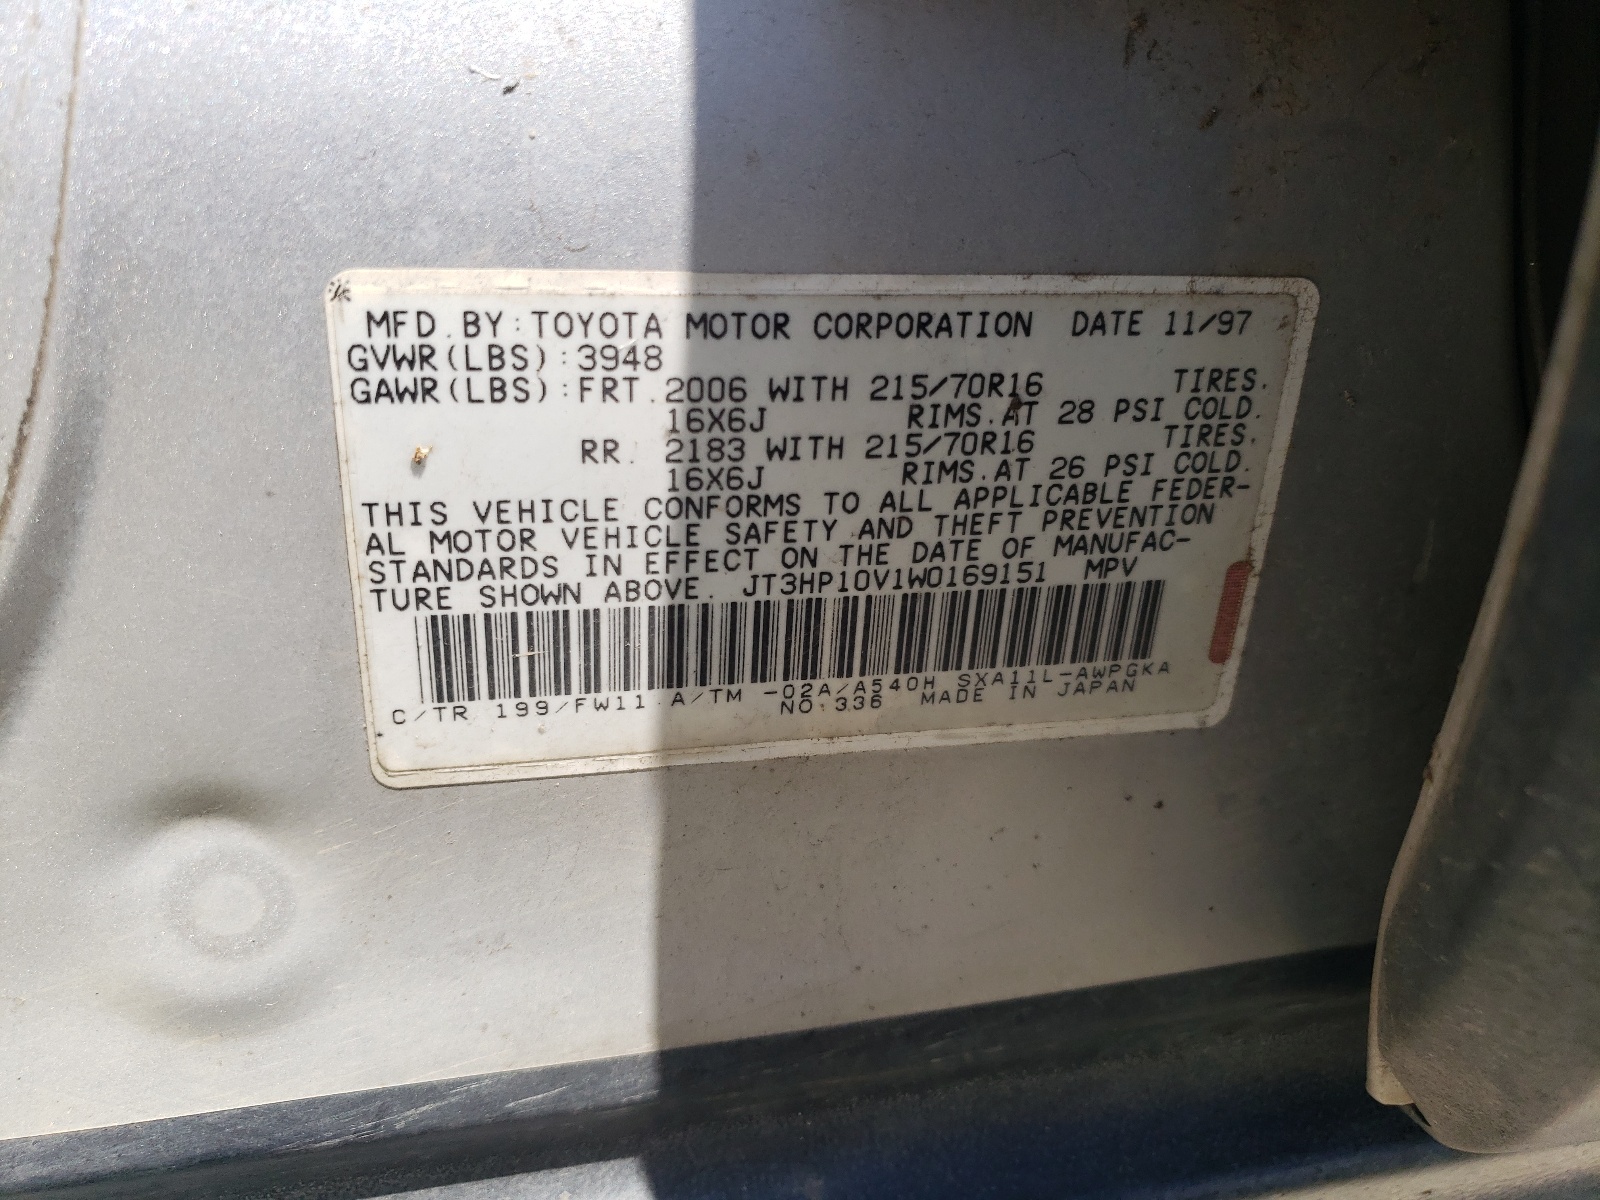 MFD.BY:TOYOTA MOTOR CORPORATION DATE 11/97
GVWR(LBS):3948
GAWR(LBS):FRT.2006 WITH 215/70R16 TIRES.
16X6J RIMS.AT 28 PSI COLD.
RR. 2183 WITH 215/70R16 TIRES.
16X6J RIMS.AT 26 PSI COLD.
THIS VEHICLE CONFORMS TO ALL APPLICABLE FEDER-
AL MOTOR VEHICLE SAFETY AND THEFT PREVENTION
STANDARDS IN EFFECT ON THE DATE OF MANUFAC-
TURE SHOWN ABOVE. JT3HP10V1W0169151 MPV
C/TR 199/FW11 A/TM -02A/A540H SXA11L-AWPGKA
NO.336 MADE IN JAPAN